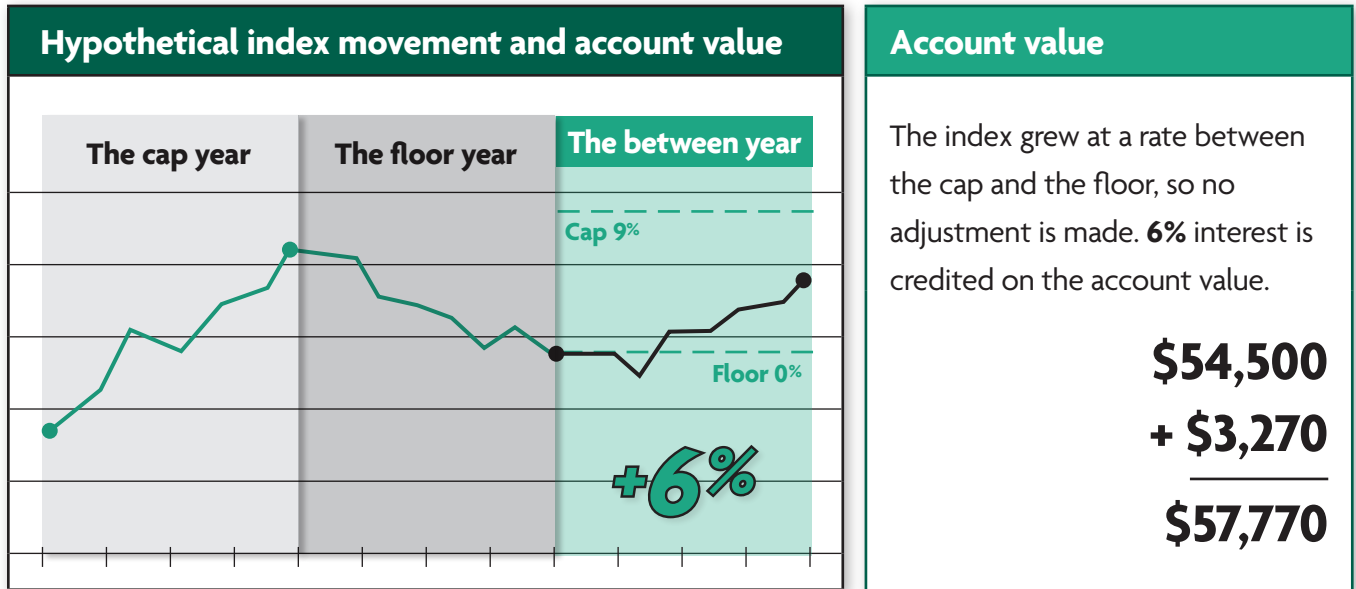 Hypothetical index movement and account value
The cap year
The floor year
The between year
Cap 9%
Floor 0%
+6%
Account value
The index grew at a rate between
the cap and the floor, so no
adjustment is made. 6% interest is
credited on the account value.
$54,500
+ $3,270
$57,770